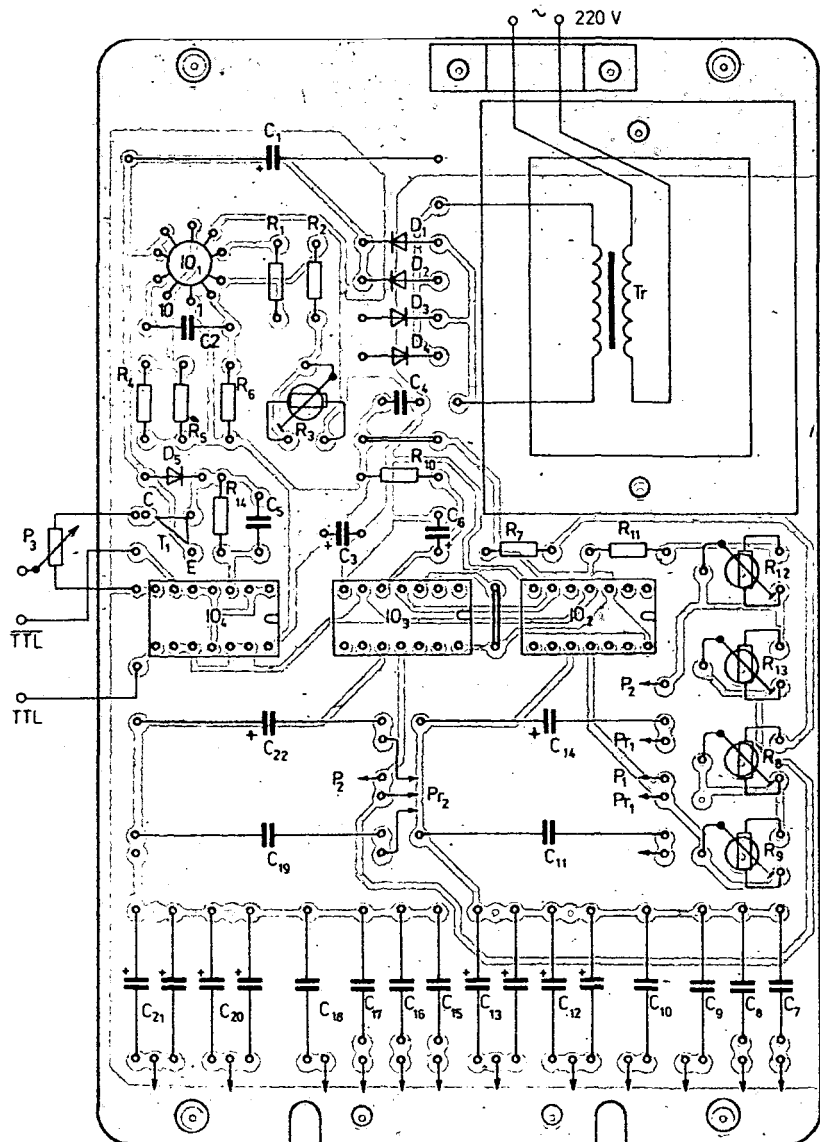 ~ 220 V
C1
+
IO1
10
1
R1
R2
D1
D2
D3
D4
Tr
C2
R4
R5
R6
R3
C4
D5
R14
C5
R10
C
T1
E
P3
C3
+
C6
+
R7
R11
R12
IO4
IO3
IO2
TTL
TTL
R13
P2
+
C22
P2
Pr2
+
C14
Pr1
P1
Pr1
R8
C19
C11
R9
+
+
+
+
+
+
+
+
C21
C20
C18
C17
C16
C15
C13
C12
C10
C9
C8
C7